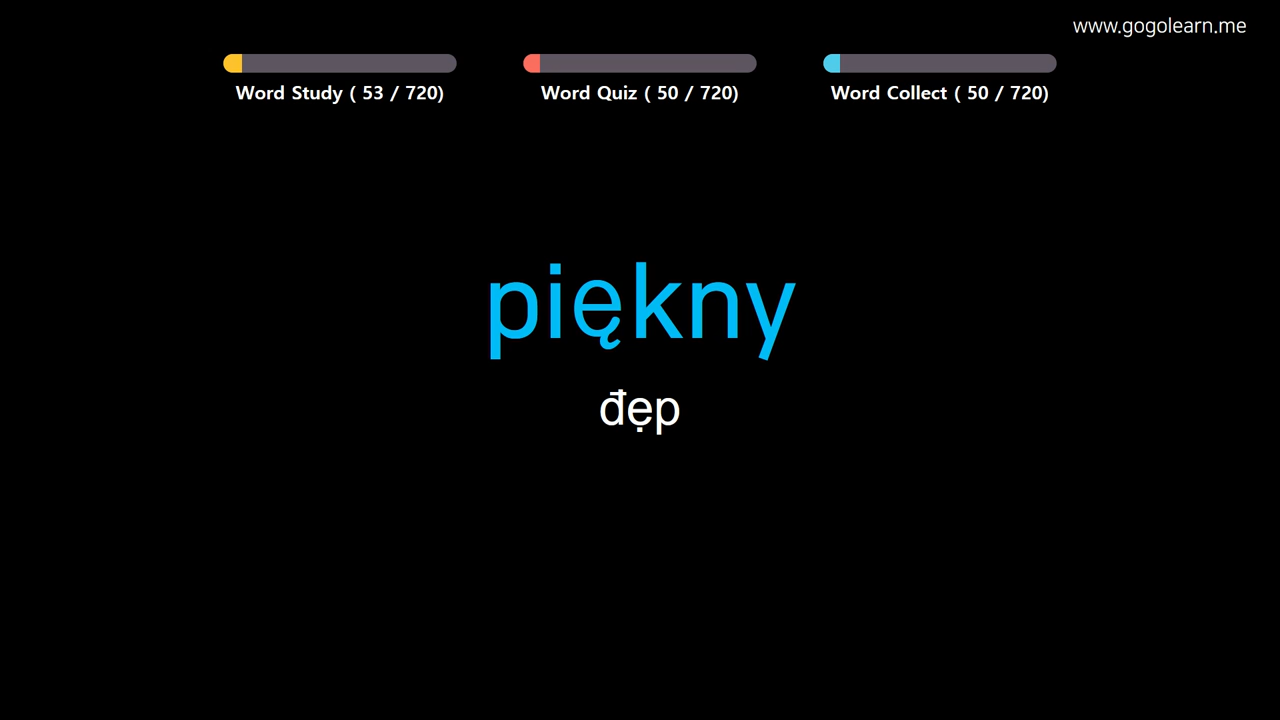 www.gogolearn.me
Word Study ( 53 / 720)
Word Quiz ( 50 / 720)
Word Collect ( 50 / 720)
piękny
đẹp